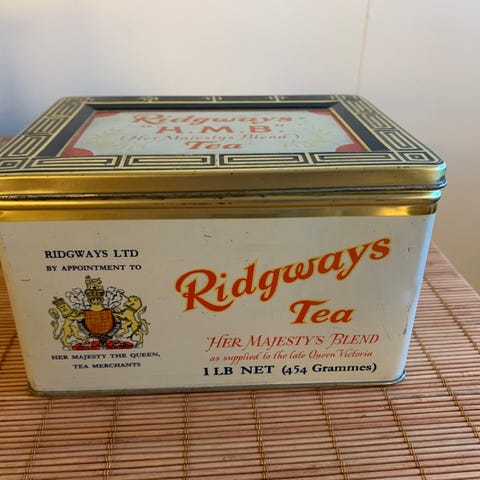 Ridgways
"H.M.B."
(Her Majesty's Blend)
Tea
RIDGWAYS LTD
BY APPOINTMENT TO
HER MAJESTY THE QUEEN,
TEA MERCHANTS
Ridgways
Tea
HER MAJESTY'S BLEND
as supplied to the late Queen Victoria
1 LB NET (454 Grammes)